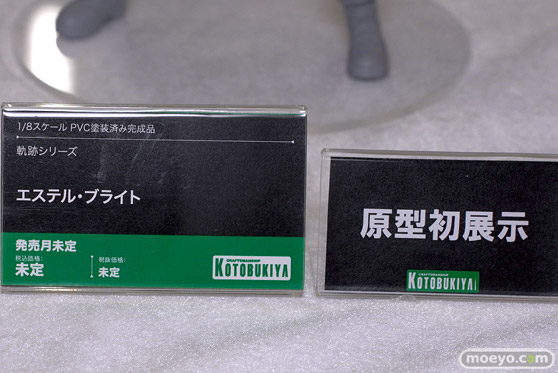 1/8スケール PVC塗装済み完成品
軌跡シリーズ
エステル・ブライト
発売月未定
税込価格:
未定
税抜価格:
未定
CRAFTSMANSHIP
KOTOBUKIYA
原型初展示
CRAFTSMANSHIP
KOTOBUKIYA
moeyo.com